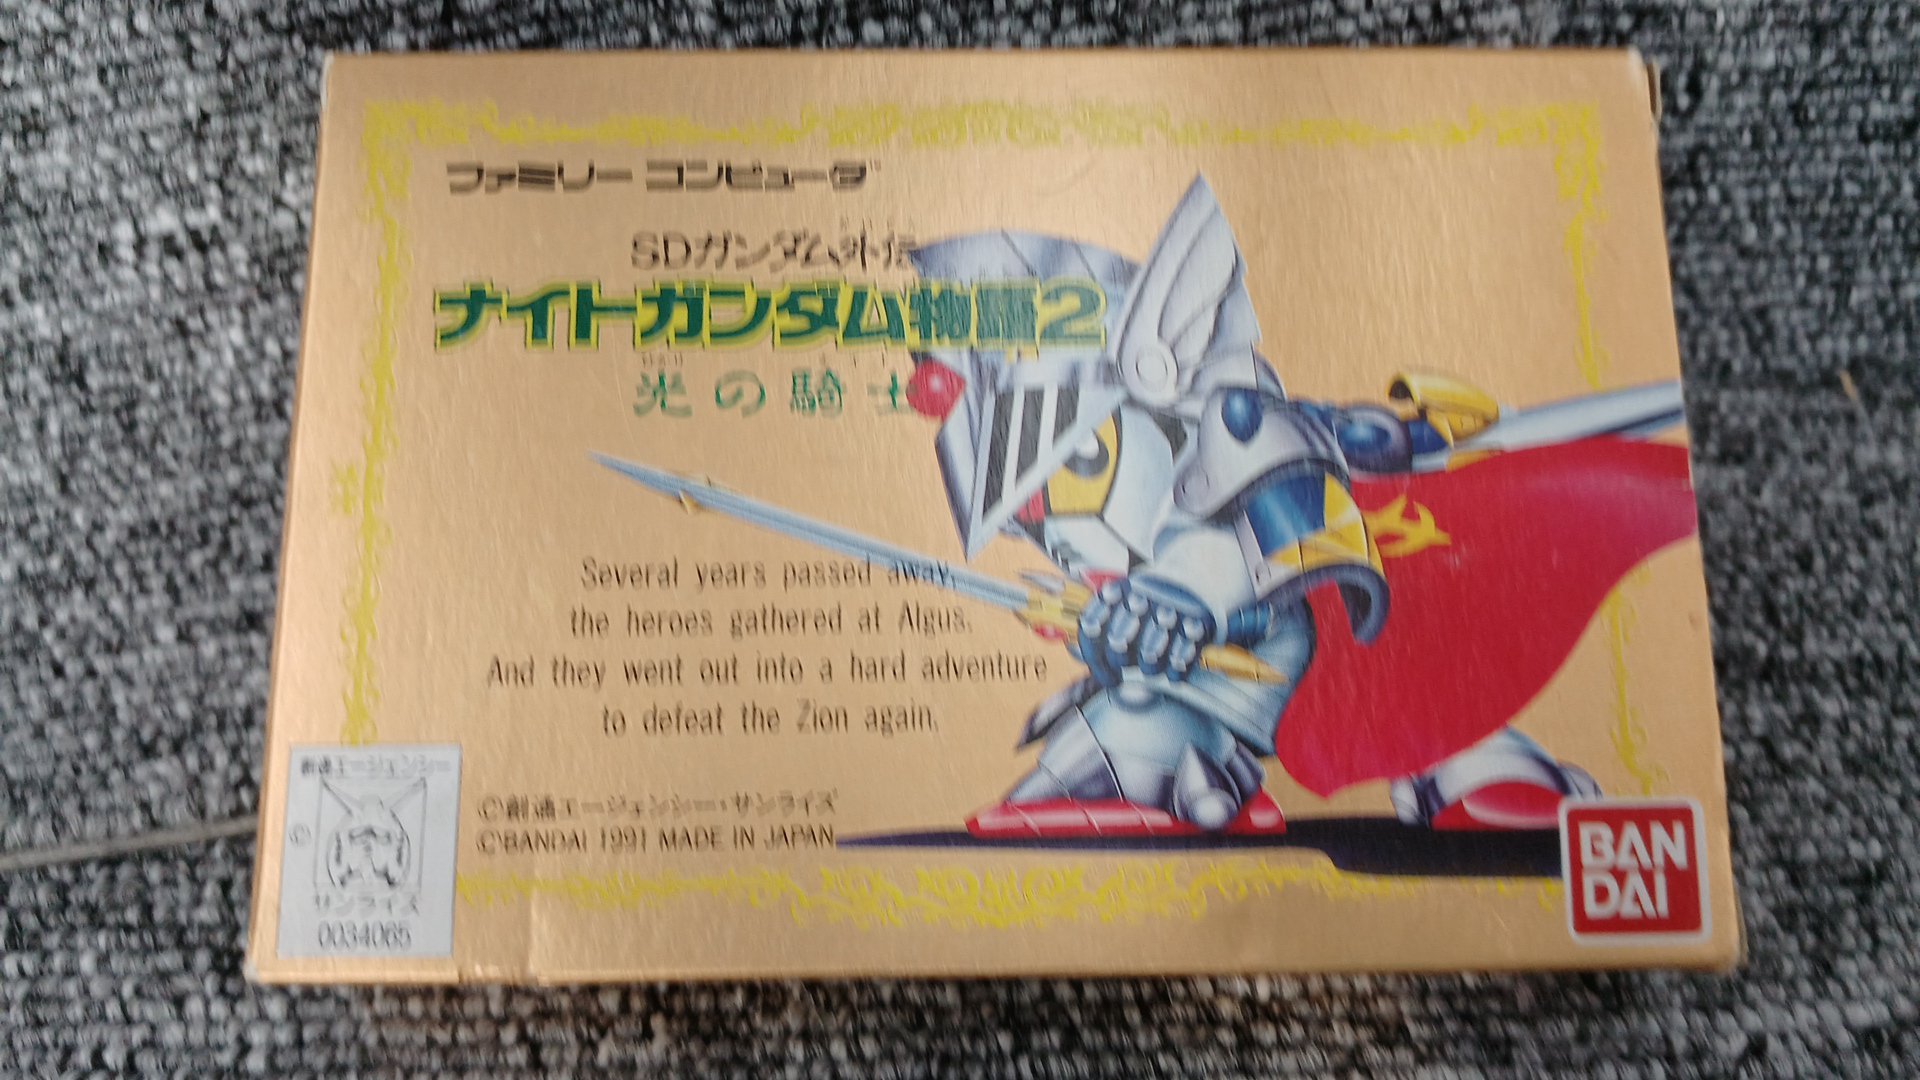 ファミリー コンピュータ
SDガンダム外伝
ナイトガンダム物語2
光の騎士
Several years passed away,
the heroes gathered at Algus.
And they went out into a hard adventure
to defeat the Zion again.
©創通エージェンシー・サンライズ
©BANDAI 1991 MADE IN JAPAN
創通エージェンシー
©
サンライズ
0034065
BAN
DAI